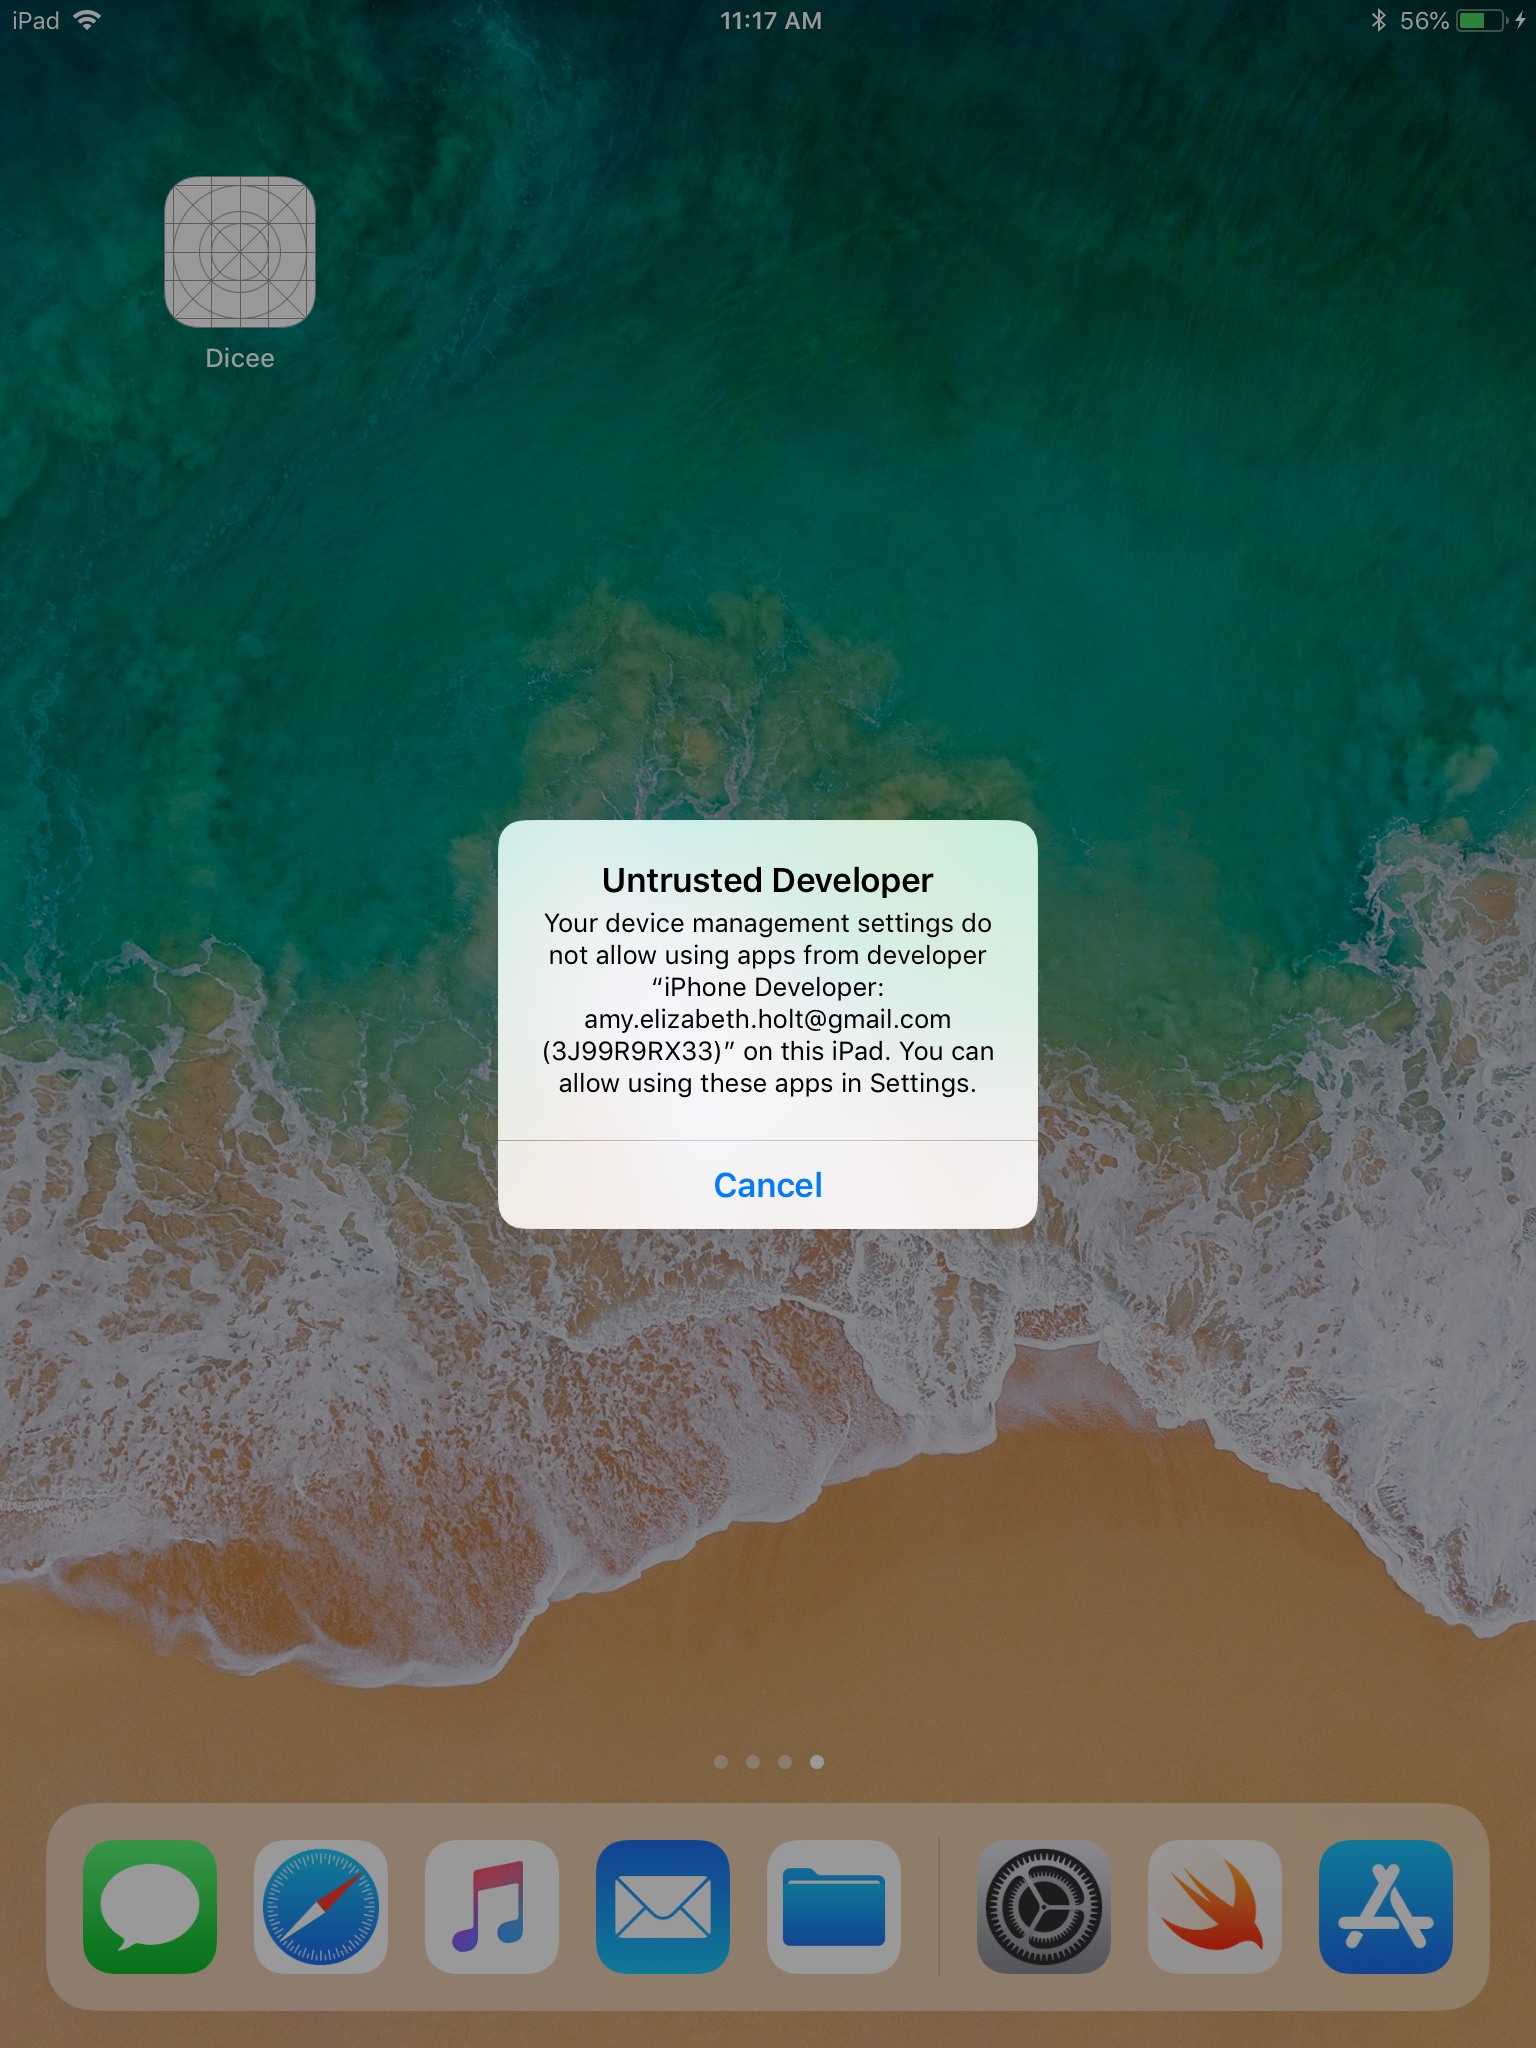 iPad 11:17 AM 56%
Dicee
Untrusted Developer
Your device management settings do
not allow using apps from developer
“iPhone Developer:
amy.elizabeth.holt@gmail.com
(3J99R9RX33)” on this iPad. You can
allow using these apps in Settings.
Cancel